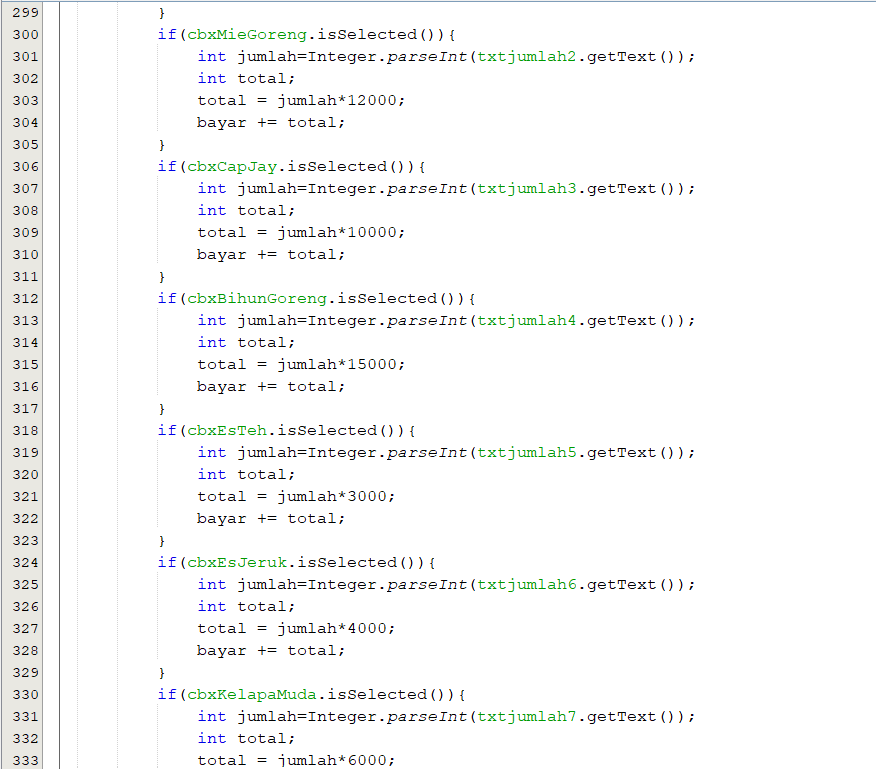 299 }
300 if(cbxMieGoreng.isSelected()){
301 int jumlah=Integer.parseInt(txtjumlah2.getText());
302 int total;
303 total = jumlah*12000;
304 bayar += total;
305 }
306 if(cbxCapJay.isSelected()){
307 int jumlah=Integer.parseInt(txtjumlah3.getText());
308 int total;
309 total = jumlah*10000;
310 bayar += total;
311 }
312 if(cbxBihunGoreng.isSelected()){
313 int jumlah=Integer.parseInt(txtjumlah4.getText());
314 int total;
315 total = jumlah*15000;
316 bayar += total;
317 }
318 if(cbxEsTeh.isSelected()){
319 int jumlah=Integer.parseInt(txtjumlah5.getText());
320 int total;
321 total = jumlah*3000;
322 bayar += total;
323 }
324 if(cbxEsJeruk.isSelected()){
325 int jumlah=Integer.parseInt(txtjumlah6.getText());
326 int total;
327 total = jumlah*4000;
328 bayar += total;
329 }
330 if(cbxKelapaMuda.isSelected()){
331 int jumlah=Integer.parseInt(txtjumlah7.getText());
332 int total;
333 total = jumlah*6000;